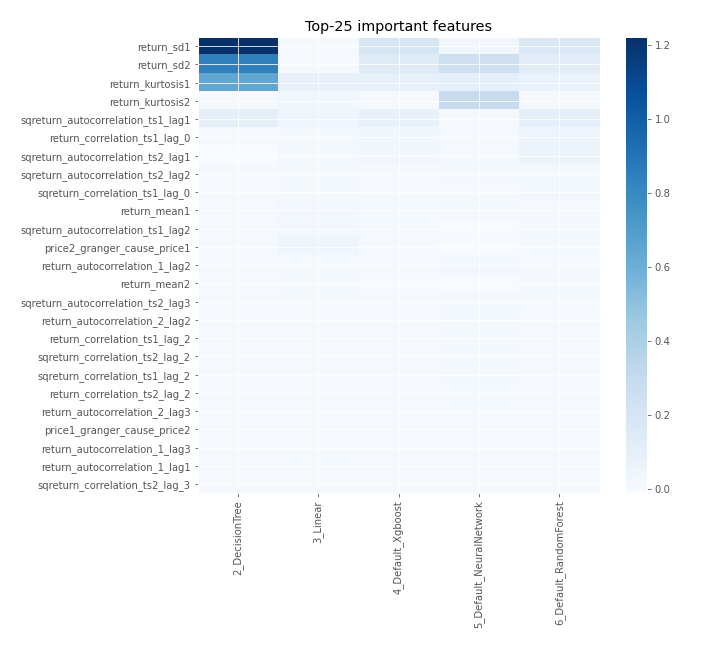 Top-25 important features
return_sd1
return_sd2
return_kurtosis1
return_kurtosis2
sqreturn_autocorrelation_ts1_lag1
return_correlation_ts1_lag_0
sqreturn_autocorrelation_ts2_lag1
sqreturn_autocorrelation_ts2_lag2
sqreturn_correlation_ts1_lag_0
return_mean1
sqreturn_autocorrelation_ts1_lag2
price2_granger_cause_price1
return_autocorrelation_1_lag2
return_mean2
sqreturn_autocorrelation_ts2_lag3
return_autocorrelation_2_lag2
return_correlation_ts1_lag_2
sqreturn_correlation_ts2_lag_2
sqreturn_correlation_ts1_lag_2
return_correlation_ts2_lag_2
return_autocorrelation_2_lag3
price1_granger_cause_price2
return_autocorrelation_1_lag3
return_autocorrelation_1_lag1
sqreturn_correlation_ts2_lag_3
2_DecisionTree
3_Linear
4_Default_Xgboost
5_Default_NeuralNetwork
6_Default_RandomForest
1.2
1.0
0.8
0.6
0.4
0.2
0.0